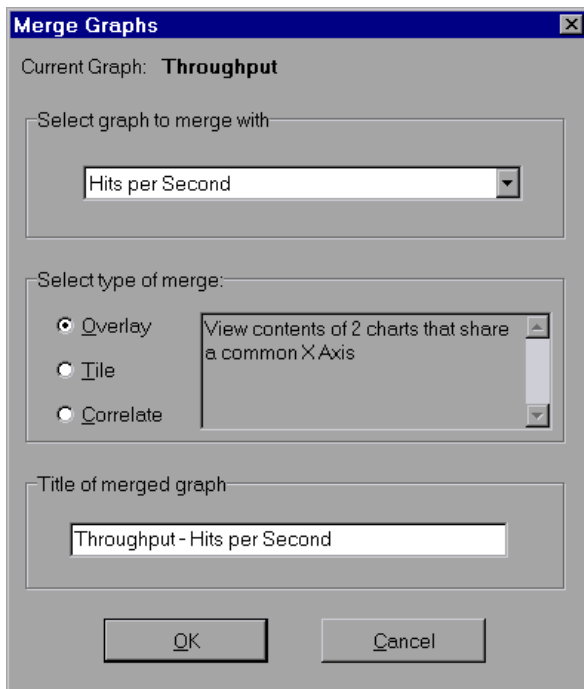 Merge Graphs
Current Graph: Throughput
Select graph to merge with
Hits per Second
Select type of merge:
Overlay
View contents of 2 charts that share
a common X Axis
Tile
Correlate
Title of merged graph
Throughput - Hits per Second
OK
Cancel